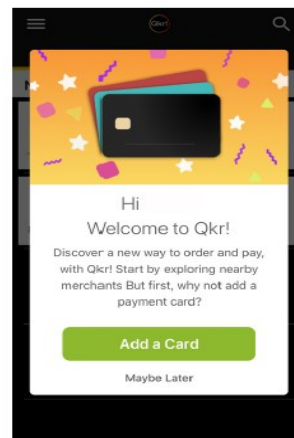 Qkr!
Hi
Welcome to Qkr!
Discover a new way to order and pay,
with Qkr! Start by exploring nearby
merchants But first, why not add a
payment card?
Add a Card
Maybe Later